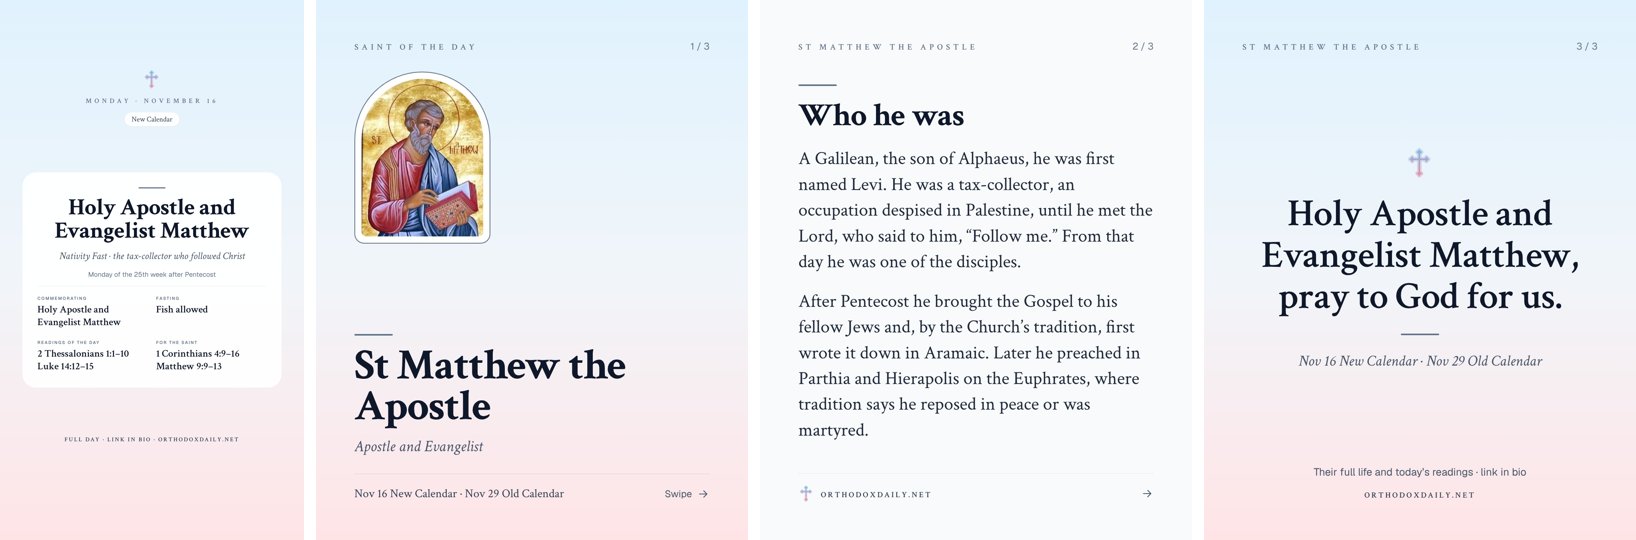 MONDAY · NOVEMBER 16
New Calendar
Holy Apostle and
Evangelist Matthew
Nativity Fast · the tax-collector who followed Christ
Monday of the 25th week after Pentecost
COMMEMORATING
Holy Apostle and
Evangelist Matthew
FASTING
Fish allowed
READINGS OF THE DAY
2 Thessalonians 1:1–10
Luke 14:12–15
FOR THE SAINT
1 Corinthians 4:9–16
Matthew 9:9–13
FULL DAY · LINK IN BIO · ORTHODOXDAILY.NET
SAINT OF THE DAY
1 / 3
St Matthew the
Apostle
Apostle and Evangelist
Nov 16 New Calendar · Nov 29 Old Calendar
Swipe →
ST MATTHEW THE APOSTLE
2 / 3
Who he was
A Galilean, the son of Alphaeus, he was first
named Levi. He was a tax-collector, an
occupation despised in Palestine, until he met the
Lord, who said to him, “Follow me.” From that
day he was one of the disciples.
After Pentecost he brought the Gospel to his
fellow Jews and, by the Church’s tradition, first
wrote it down in Aramaic. Later he preached in
Parthia and Hierapolis on the Euphrates, where
tradition says he reposed in peace or was
martyred.
ORTHODOXDAILY.NET
→
ST MATTHEW THE APOSTLE
3 / 3
Holy Apostle and
Evangelist Matthew,
pray to God for us.
Nov 16 New Calendar · Nov 29 Old Calendar
Their full life and today's readings · link in bio
ORTHODOXDAILY.NET